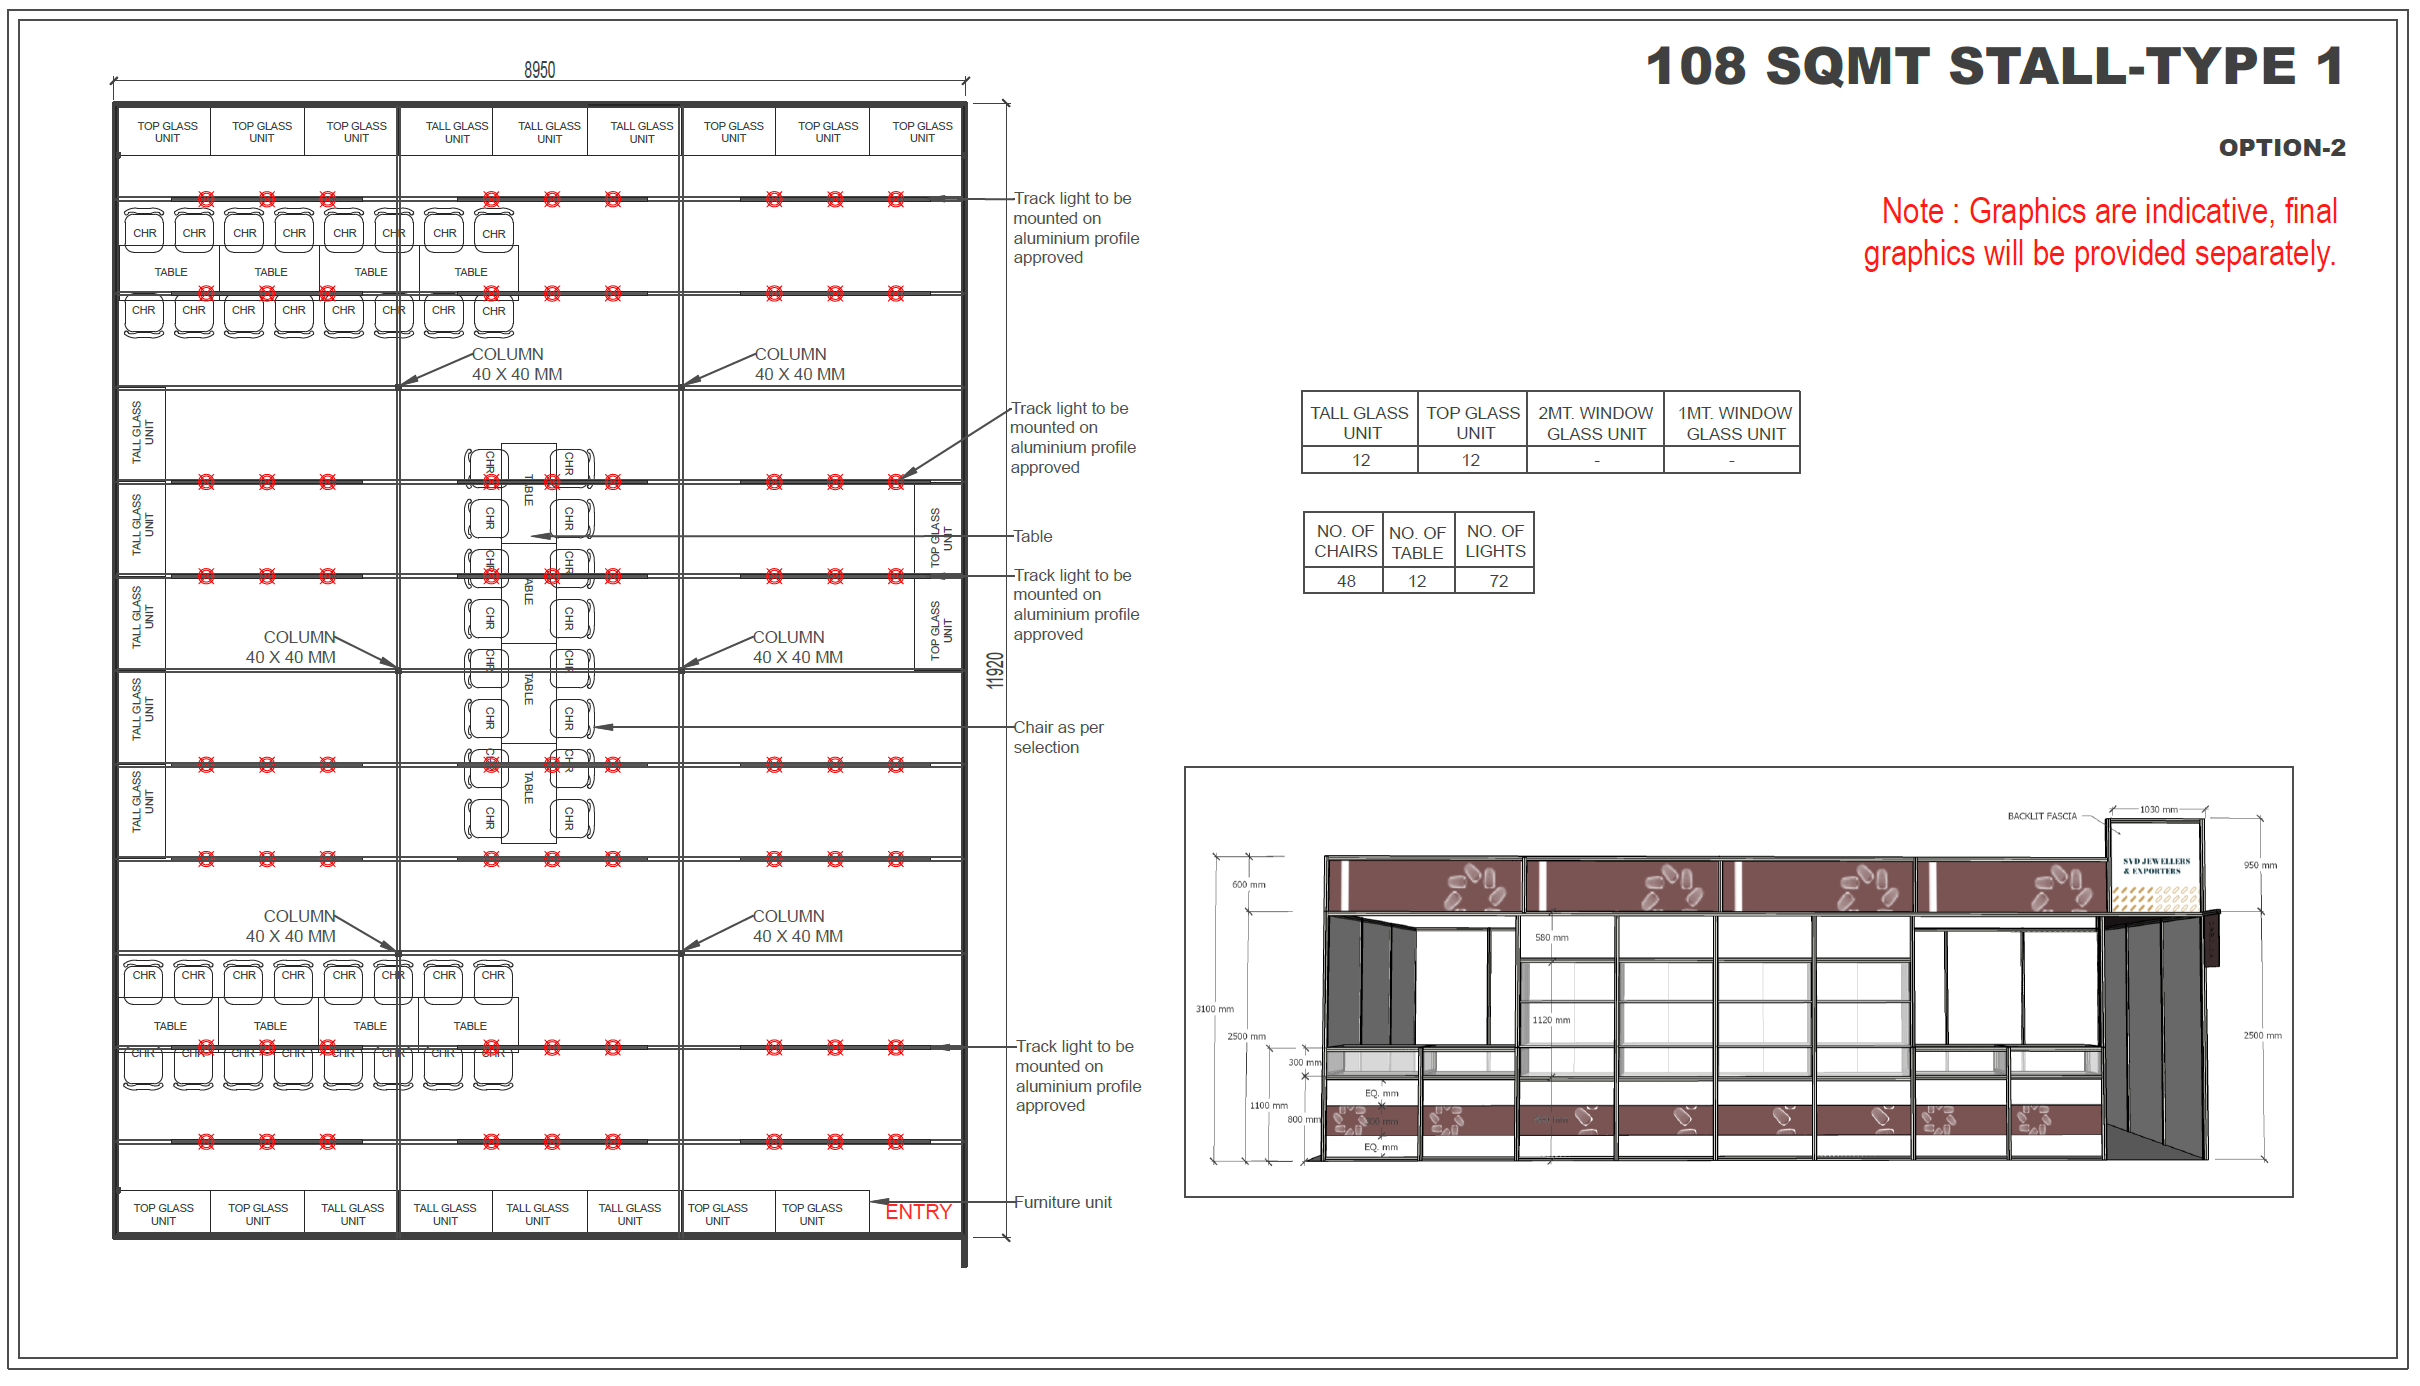 108 SQMT STALL-TYPE 1
OPTION-2
Note : Graphics are indicative, final
graphics will be provided separately.
8950
11920
TOP GLASS
UNIT
TOP GLASS
UNIT
TOP GLASS
UNIT
TALL GLASS
UNIT
TALL GLASS
UNIT
TALL GLASS
UNIT
TOP GLASS
UNIT
TOP GLASS
UNIT
TOP GLASS
UNIT
Track light to be
mounted on
aluminium profile
approved
CHR CHR CHR CHR CHR CHR CHR CHR
TABLE TABLE TABLE TABLE
CHR CHR CHR CHR CHR CHR CHR CHR
COLUMN
40 X 40 MM
COLUMN
40 X 40 MM
TALL GLASS
UNIT
TALL GLASS
UNIT
TALL GLASS
UNIT
TALL GLASS
UNIT
TALL GLASS
UNIT
Track light to be
mounted on
aluminium profile
approved
CHR CHR
TABLE
CHR CHR
CHR CHR
TABLE
CHR CHR
CHR CHR
TABLE
CHR CHR
CHR CHR
TABLE
CHR CHR
TOP GLASS
UNIT
TOP GLASS
UNIT
Table
Track light to be
mounted on
aluminium profile
approved
COLUMN
40 X 40 MM
COLUMN
40 X 40 MM
Chair as per
selection
COLUMN
40 X 40 MM
COLUMN
40 X 40 MM
CHR CHR CHR CHR CHR CHR CHR CHR
TABLE TABLE TABLE TABLE
CHR CHR CHR CHR CHR CHR CHR CHR
Track light to be
mounted on
aluminium profile
approved
TOP GLASS
UNIT
TOP GLASS
UNIT
TALL GLASS
UNIT
TALL GLASS
UNIT
TALL GLASS
UNIT
TALL GLASS
UNIT
TOP GLASS
UNIT
TOP GLASS
UNIT
ENTRY
Furniture unit
TALL GLASS
UNIT
TOP GLASS
UNIT
2MT. WINDOW
GLASS UNIT
1MT. WINDOW
GLASS UNIT
12 12 - -
NO. OF
CHAIRS
NO. OF
TABLE
NO. OF
LIGHTS
48 12 72
1030 mm
BACKLIT FASCIA
SVD JEWELLERS
& EXPORTERS
950 mm
600 mm
580 mm
3100 mm
2500 mm
1120 mm
2500 mm
300 mm
EQ. mm
1100 mm
800 mm
EQ. mm